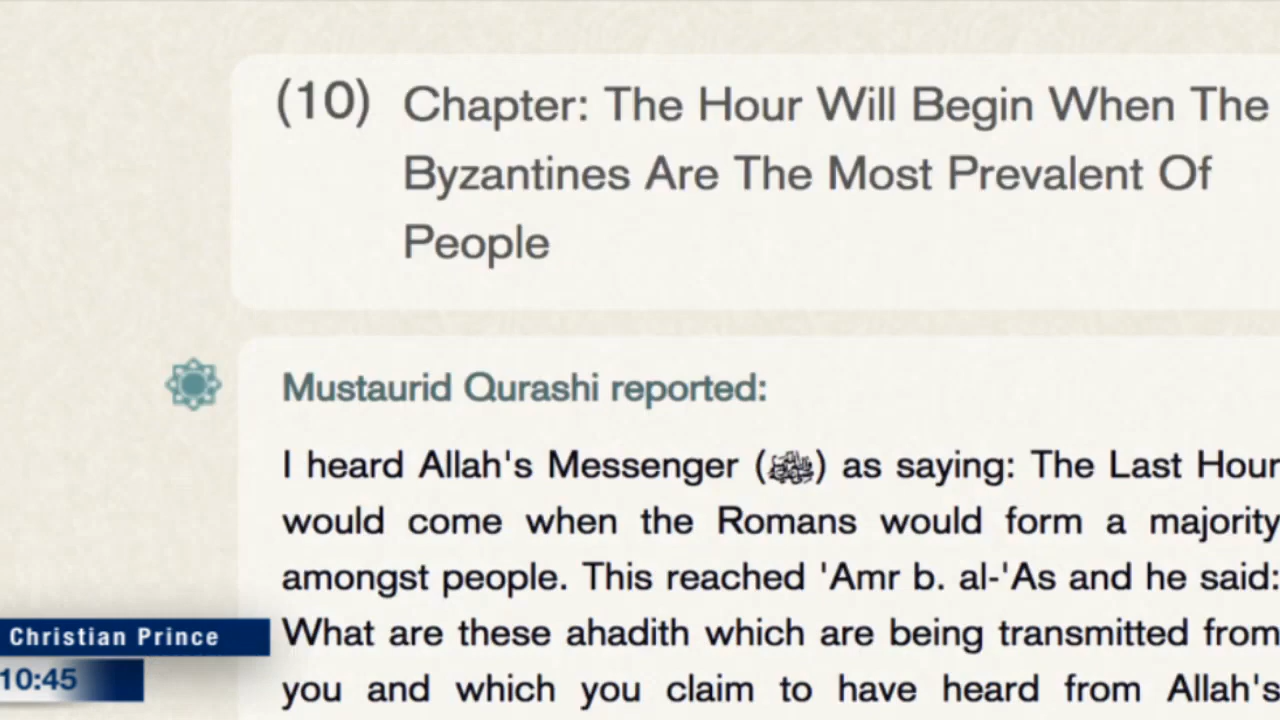 (10) Chapter: The Hour Will Begin When The
Byzantines Are The Most Prevalent Of
People
Mustaurid Qurashi reported:
I heard Allah's Messenger (ﷺ) as saying: The Last Hour
would come when the Romans would form a majority
amongst people. This reached 'Amr b. al-'As and he said:
What are these ahadith which are being transmitted from
you and which you claim to have heard from Allah's
Christian Prince
10:45